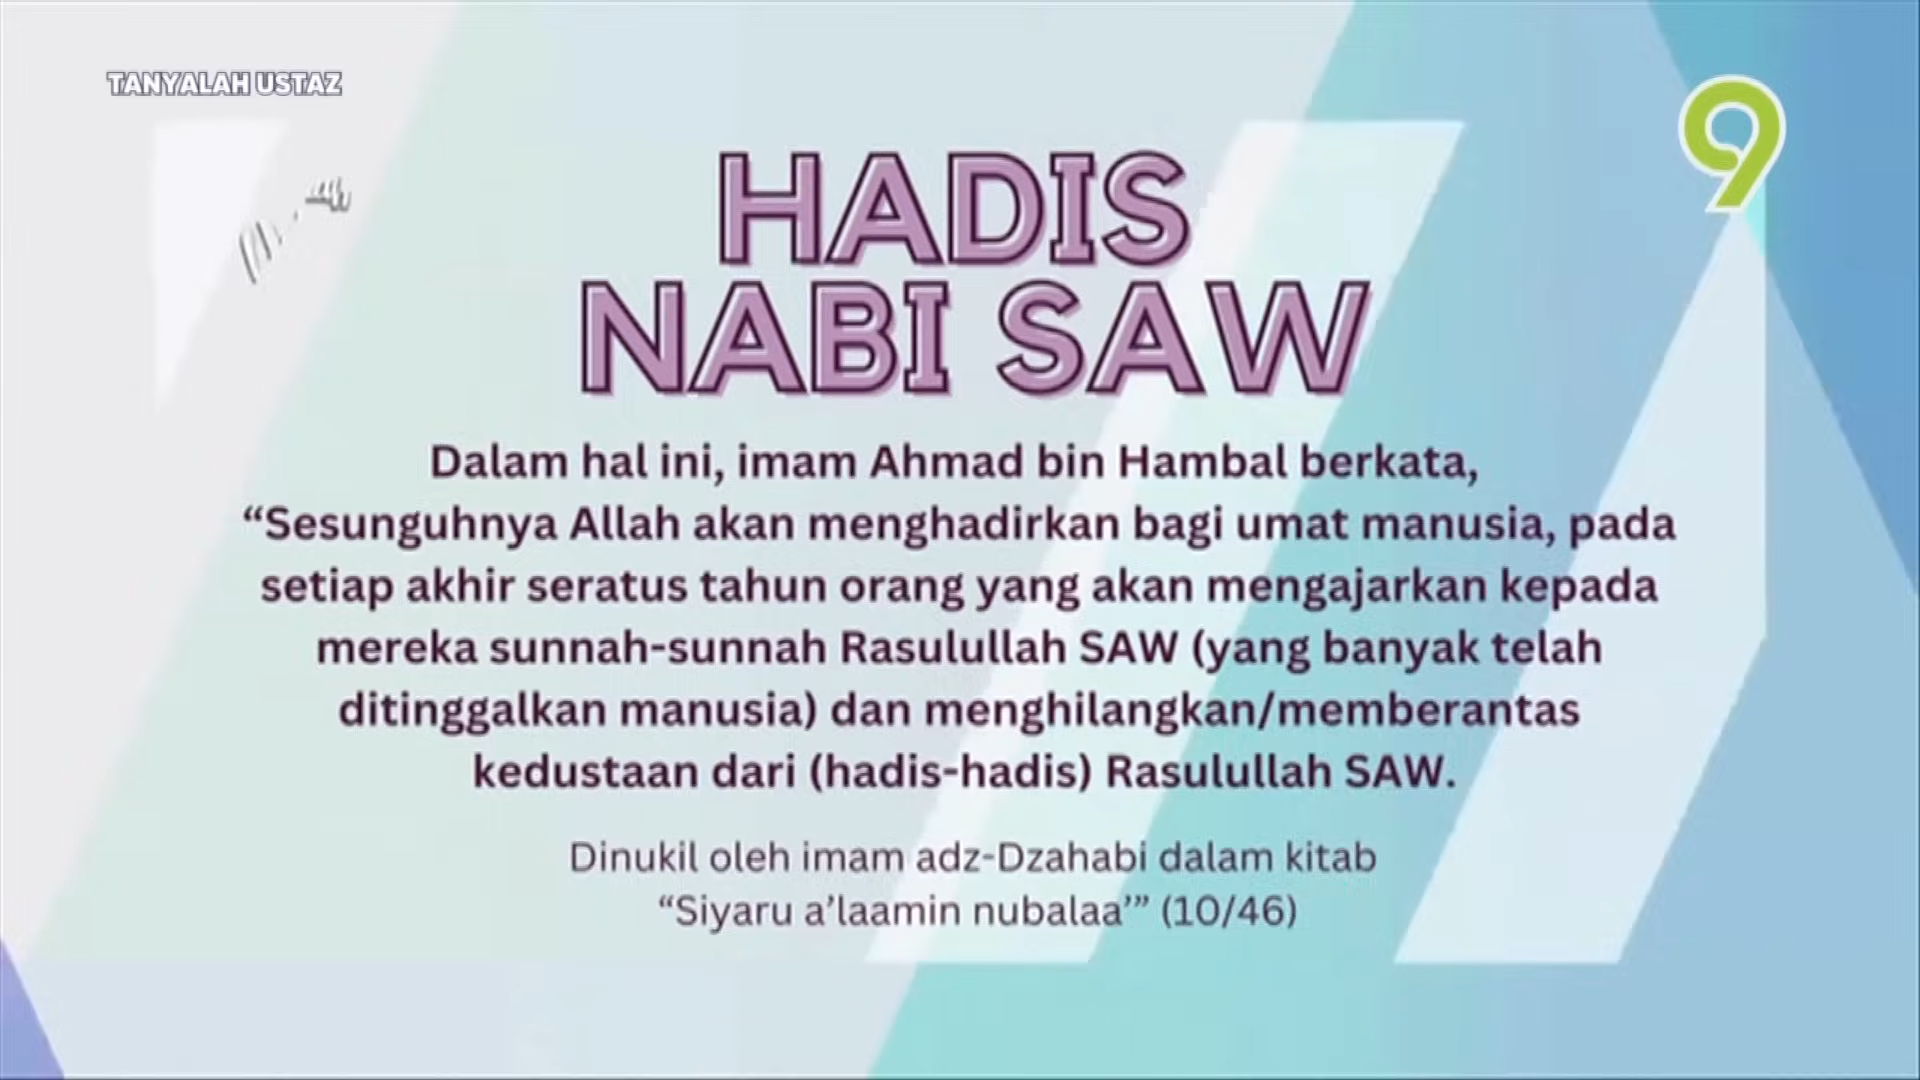 TANYALAH USTAZ
9
HADIS
NABI SAW
Dalam hal ini, imam Ahmad bin Hambal berkata,
“Sesunguhnya Allah akan menghadirkan bagi umat manusia, pada
setiap akhir seratus tahun orang yang akan mengajarkan kepada
mereka sunnah-sunnah Rasulullah SAW (yang banyak telah
ditinggalkan manusia) dan menghilangkan/memberantas
kedustaan dari (hadis-hadis) Rasulullah SAW.
Dinukil oleh imam adz-Dzahabi dalam kitab
“Siyaru a’laamin nubalaa’” (10/46)